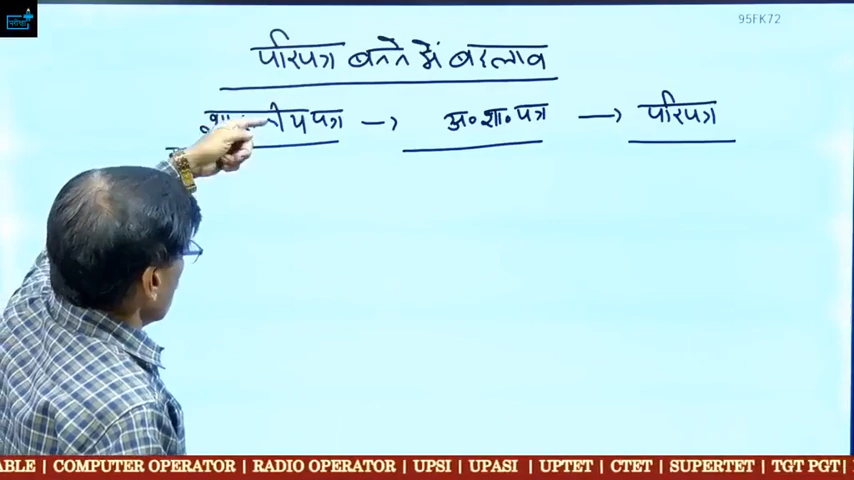 परीक्षा
95FK72
परिपत्र बनने में बदलाव
पत्र → अ॰शा॰पत्र → परिपत्र
ABLE | COMPUTER OPERATOR | RADIO OPERATOR | UPSI | UPASI | UPTET | CTET | SUPERTET | TGT PGT |